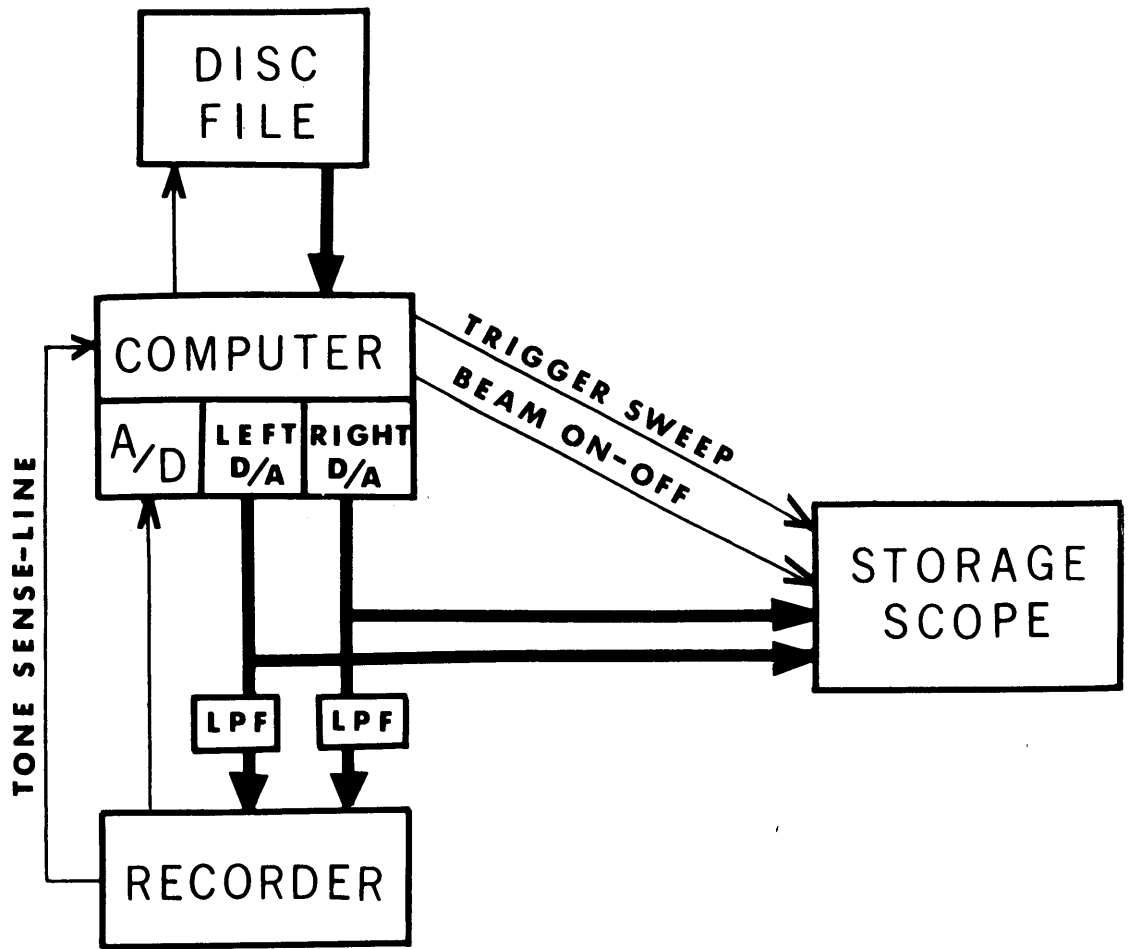 DISC
FILE
COMPUTER
TRIGGER SWEEP
BEAM ON-OFF
A/D
LEFT
D/A
RIGHT
D/A
TONE SENSE-LINE
STORAGE
SCOPE
LPF
LPF
RECORDER